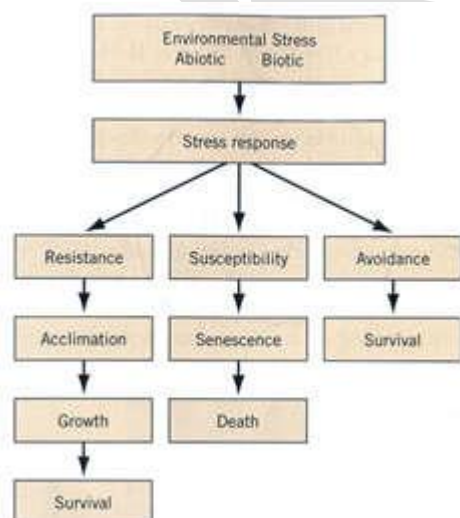 Environmental Stress
Abiotic Biotic
Stress response
Resistance Susceptibility Avoidance
Acclimation Senescence Survival
Growth Death
Survival